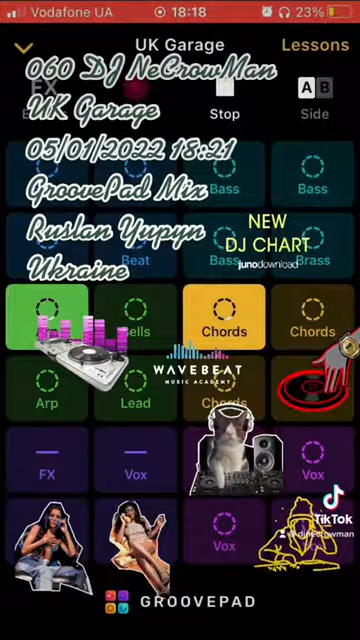 Vodafone UA
18:18
23%
UK Garage
Lessons
060 DJ NeCrowMan
UK Garage
05/01/2022 18:21
GroovePad Mix
Ruslan Yupyn
Ukraine
FX
Stop
AB
Side
Bass
Bass
Beat
Bass
Brass
NEW
DJ CHART
junodownload
Chords
Chords
WAVEBEAT
MUSIC ACADEMY
Arp
Lead
Chords
FX
Vox
Vox
Vox
TikTok
GROOVEPAD